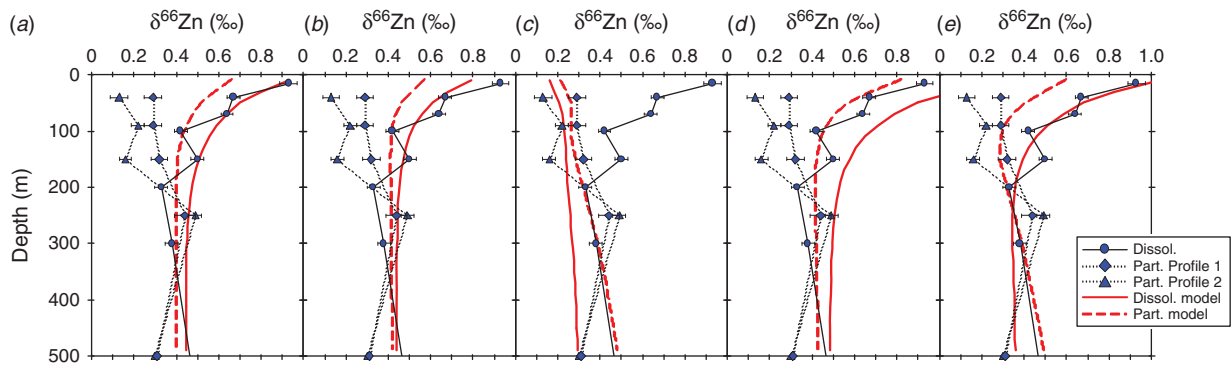 (a) δ66Zn (‰) (b) δ66Zn (‰) (c) δ66Zn (‰) (d) δ66Zn (‰) (e) δ66Zn (‰)
0 0.2 0.4 0.6 0.8 0 0.2 0.4 0.6 0.8 0 0.2 0.4 0.6 0.8 0 0.2 0.4 0.6 0.8 0 0.2 0.4 0.6 0.8 1.0
0
100
200
Depth (m)
300
400
500
Dissol.
Part. Profile 1
Part. Profile 2
Dissol. model
Part. model